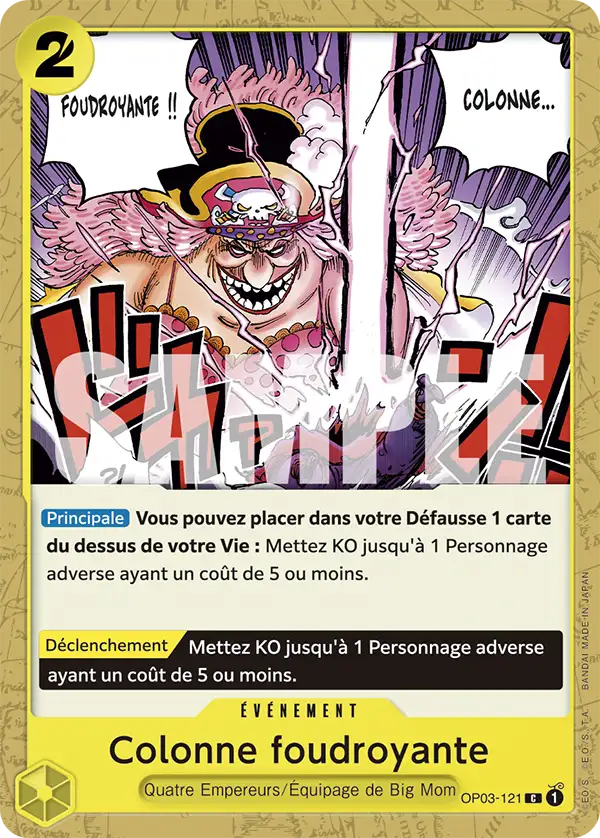 2
FOUDROYANTE !!
COLONNE...
SAMPLE
Principale Vous pouvez placer dans votre Défausse 1 carte
du dessus de votre Vie : Mettez KO jusqu'à 1 Personnage
adverse ayant un coût de 5 ou moins.
Déclenchement Mettez KO jusqu'à 1 Personnage adverse
ayant un coût de 5 ou moins.
ÉVÉNEMENT
Colonne foudroyante
Quatre Empereurs/Équipage de Big Mom
OP03-121 C 1
©E.O./S. ©E.O./S.,T.A. BANDAI MADE IN JAPAN